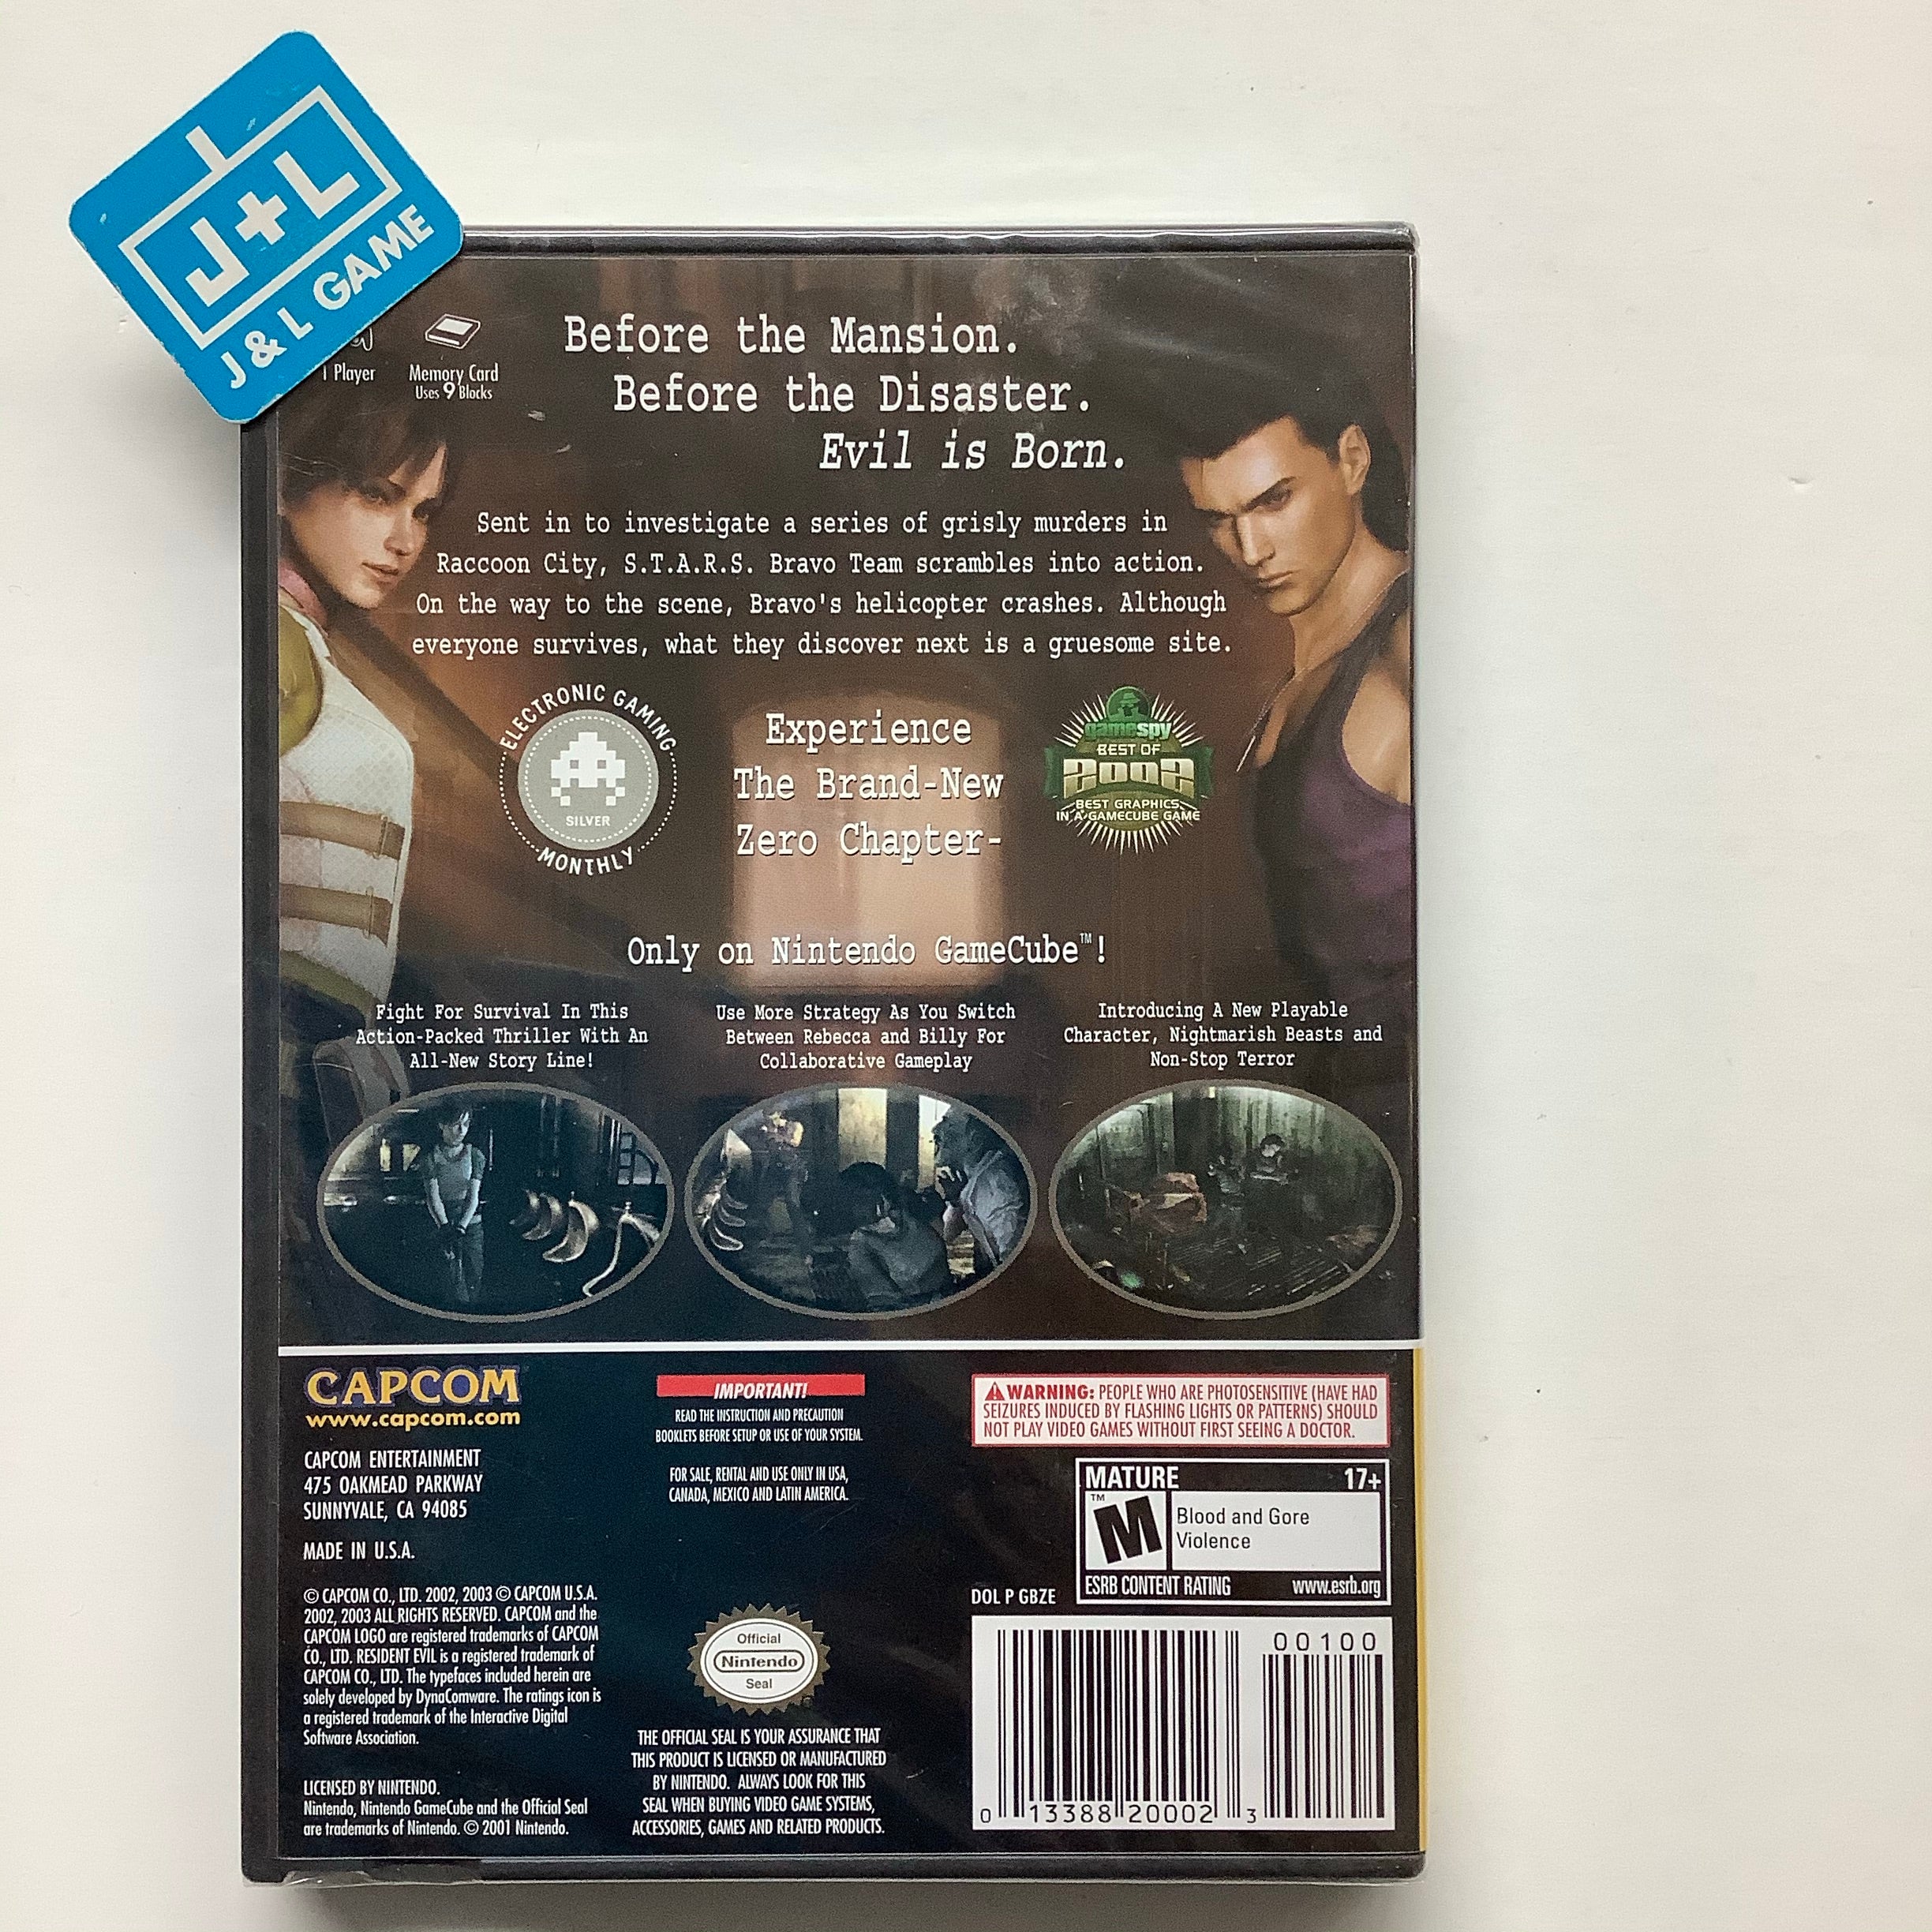 J+L
J & L GAME
1 Player
Memory Card
Uses 9 Blocks
Before the Mansion.
Before the Disaster.
Evil is Born.
Sent in to investigate a series of grisly murders in
Raccoon City, S.T.A.R.S. Bravo Team scrambles into action.
On the way to the scene, Bravo's helicopter crashes. Although
everyone survives, what they discover next is a gruesome site.
ELECTRONIC GAMING
SILVER
MONTHLY
Experience
The Brand-New
Zero Chapter-
gamespy
BEST OF
2002
BEST GRAPHICS
IN A GAMECUBE GAME
Only on Nintendo GameCube™!
Fight For Survival In This
Action-Packed Thriller With An
All-New Story Line!
Use More Strategy As You Switch
Between Rebecca and Billy For
Collaborative Gameplay
Introducing A New Playable
Character, Nightmarish Beasts and
Non-Stop Terror
CAPCOM
www.capcom.com
CAPCOM ENTERTAINMENT
475 OAKMEAD PARKWAY
SUNNYVALE, CA 94085
MADE IN U.S.A.
© CAPCOM CO., LTD. 2002, 2003 © CAPCOM U.S.A.
2002, 2003 ALL RIGHTS RESERVED. CAPCOM and the
CAPCOM LOGO are registered trademarks of CAPCOM
CO., LTD. RESIDENT EVIL is a registered trademark of
CAPCOM CO., LTD. The typefaces included herein are
solely developed by DynaComware. The ratings icon is
a registered trademark of the Interactive Digital
Software Association.
LICENSED BY NINTENDO.
Nintendo, Nintendo GameCube and the Official Seal
are trademarks of Nintendo. © 2001 Nintendo.
IMPORTANT!
READ THE INSTRUCTION AND PRECAUTION
BOOKLETS BEFORE SETUP OR USE OF YOUR SYSTEM.
FOR SALE, RENTAL AND USE ONLY IN USA,
CANADA, MEXICO AND LATIN AMERICA.
Official
Nintendo
Seal
THE OFFICIAL SEAL IS YOUR ASSURANCE THAT
THIS PRODUCT IS LICENSED OR MANUFACTURED
BY NINTENDO. ALWAYS LOOK FOR THIS
SEAL WHEN BUYING VIDEO GAME SYSTEMS,
ACCESSORIES, GAMES AND RELATED PRODUCTS.
WARNING: PEOPLE WHO ARE PHOTOSENSITIVE (HAVE HAD
SEIZURES INDUCED BY FLASHING LIGHTS OR PATTERNS) SHOULD
NOT PLAY VIDEO GAMES WITHOUT FIRST SEEING A DOCTOR.
MATURE 17+
M™
Blood and Gore
Violence
ESRB CONTENT RATING www.esrb.org
DOL P GBZE
00100
0 13388 20002 3